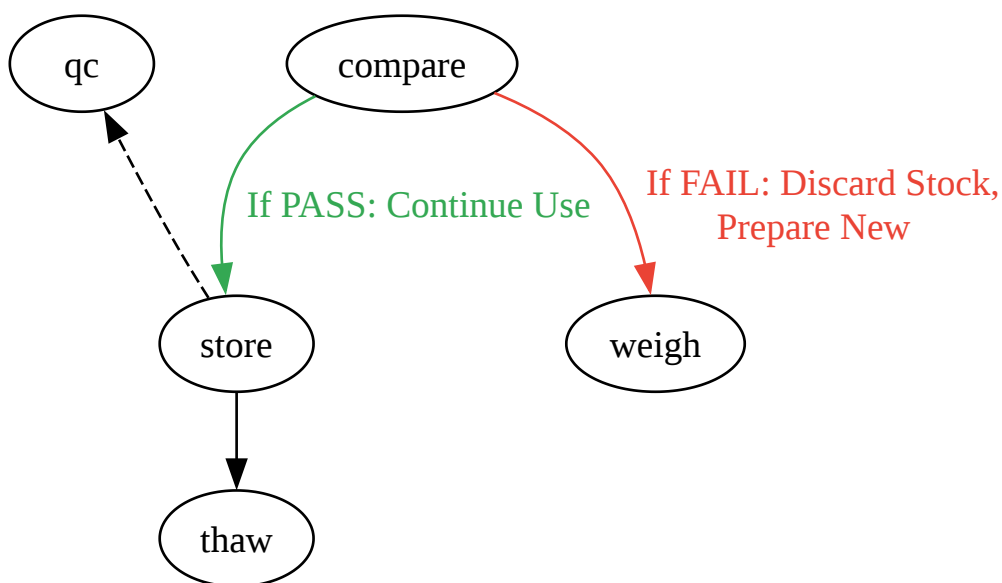 qc
compare
If PASS: Continue Use
If FAIL: Discard Stock,
Prepare New
store
weigh
thaw